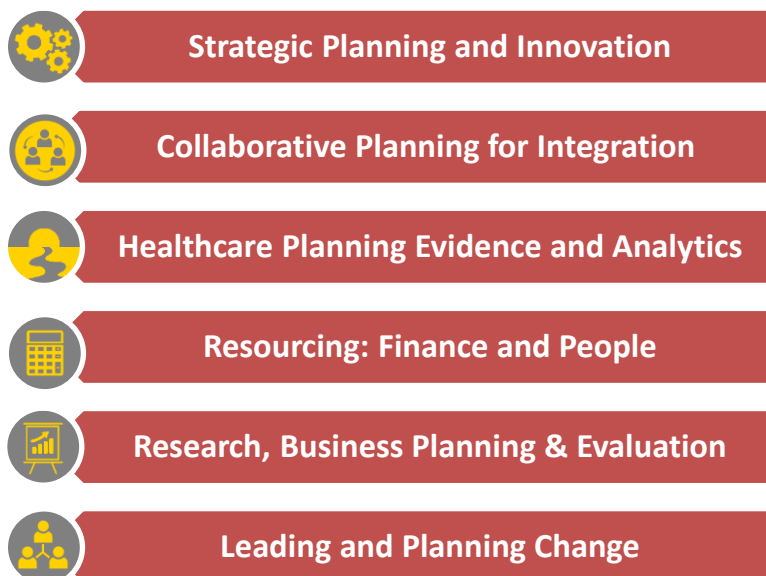 Strategic Planning and Innovation
Collaborative Planning for Integration
Healthcare Planning Evidence and Analytics
Resourcing: Finance and People
Research, Business Planning & Evaluation
Leading and Planning Change